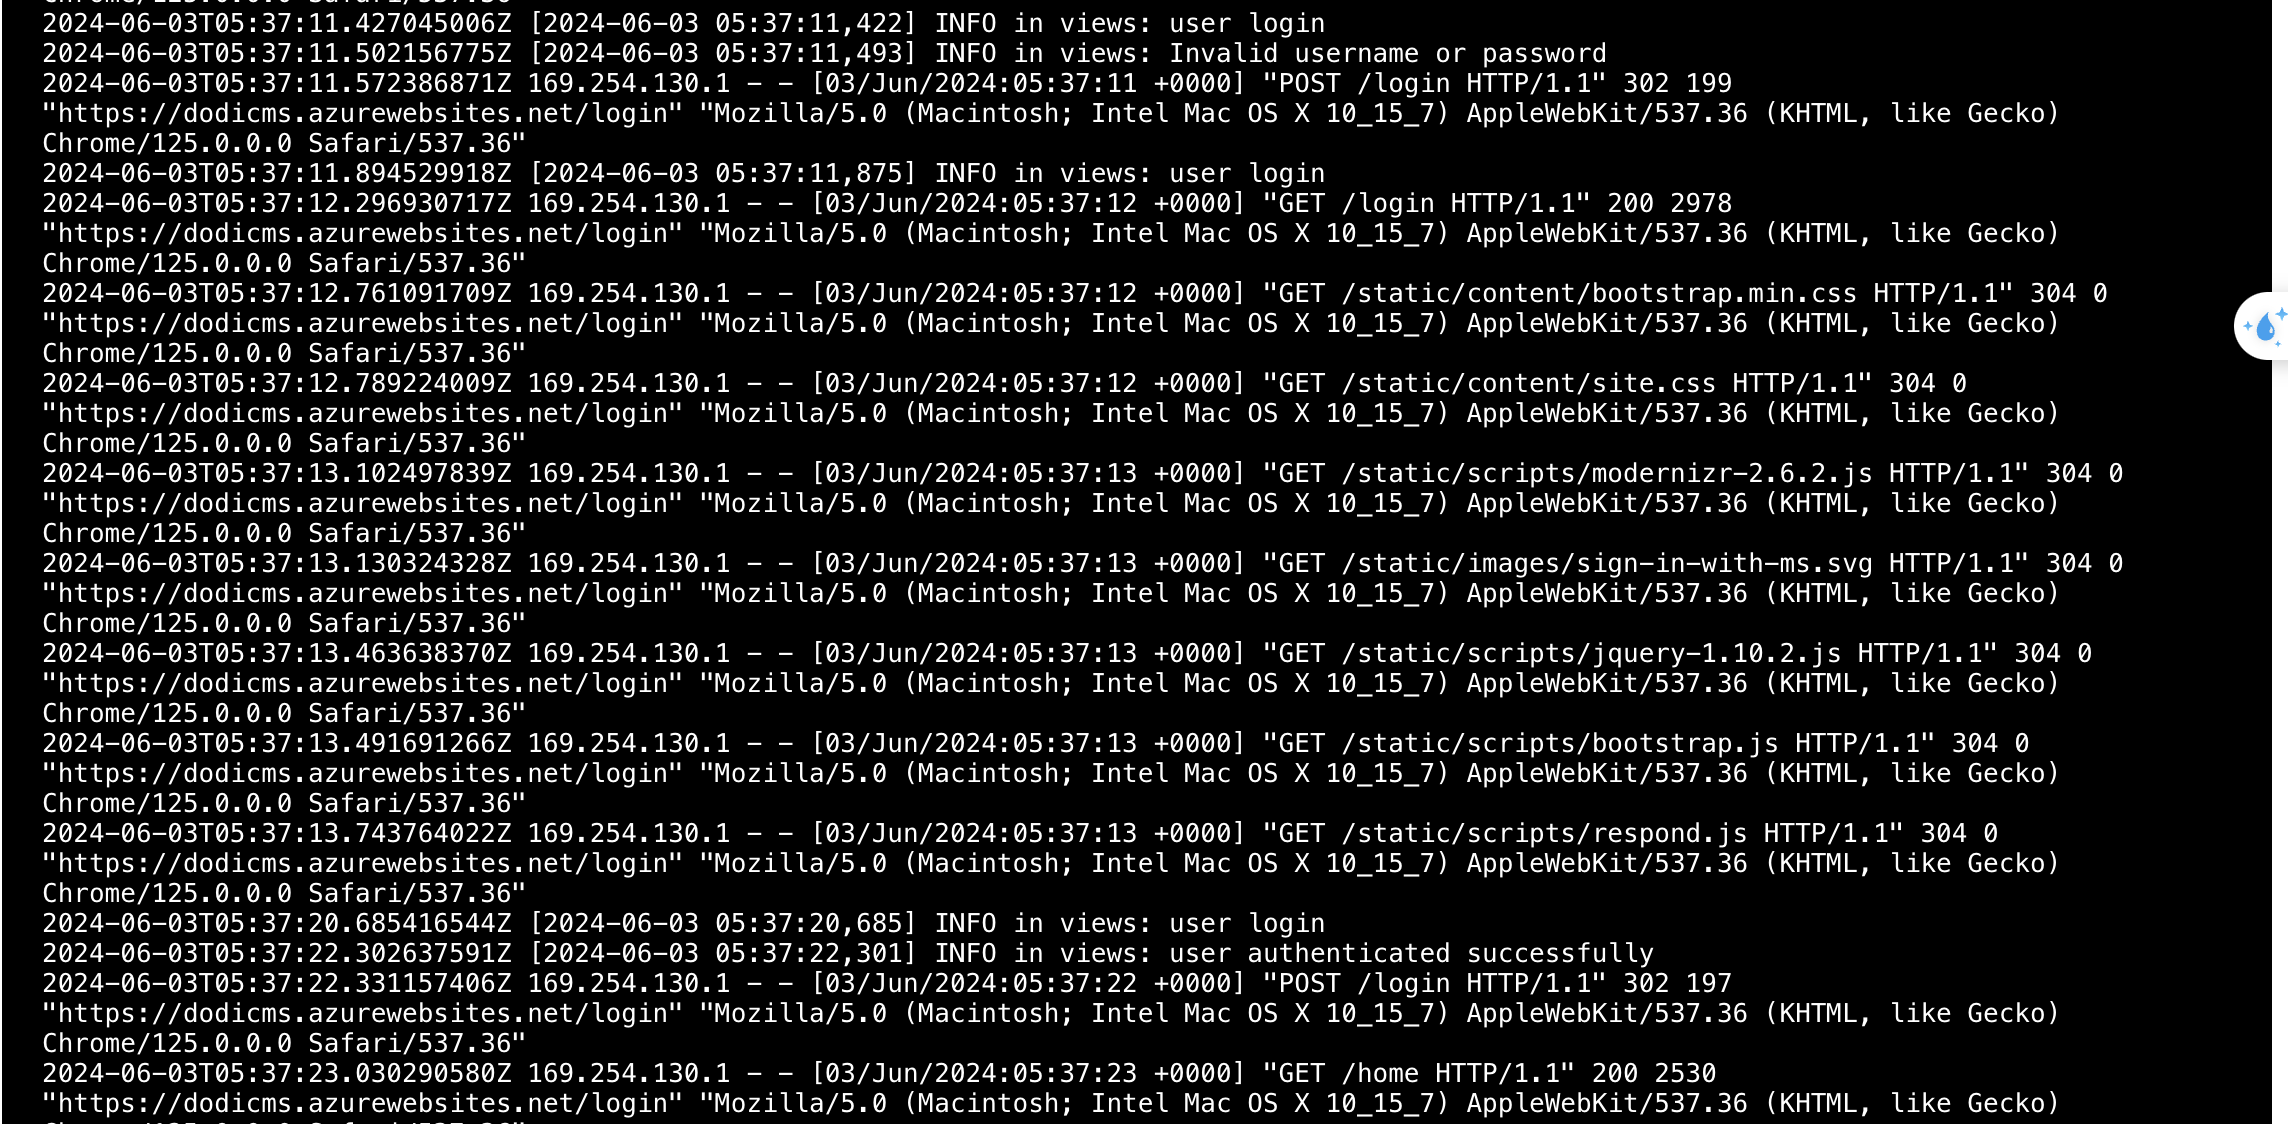 2024-06-03T05:37:11.427045006Z [2024-06-03 05:37:11,422] INFO in views: user login
2024-06-03T05:37:11.502156775Z [2024-06-03 05:37:11,493] INFO in views: Invalid username or password
2024-06-03T05:37:11.572386871Z 169.254.130.1 - - [03/Jun/2024:05:37:11 +0000] "POST /login HTTP/1.1" 302 199
"https://dodicms.azurewebsites.net/login" "Mozilla/5.0 (Macintosh; Intel Mac OS X 10_15_7) AppleWebKit/537.36 (KHTML, like Gecko)
Chrome/125.0.0.0 Safari/537.36"
2024-06-03T05:37:11.894529918Z [2024-06-03 05:37:11,875] INFO in views: user login
2024-06-03T05:37:12.296930717Z 169.254.130.1 - - [03/Jun/2024:05:37:12 +0000] "GET /login HTTP/1.1" 200 2978
"https://dodicms.azurewebsites.net/login" "Mozilla/5.0 (Macintosh; Intel Mac OS X 10_15_7) AppleWebKit/537.36 (KHTML, like Gecko)
Chrome/125.0.0.0 Safari/537.36"
2024-06-03T05:37:12.761091709Z 169.254.130.1 - - [03/Jun/2024:05:37:12 +0000] "GET /static/content/bootstrap.min.css HTTP/1.1" 304 0
"https://dodicms.azurewebsites.net/login" "Mozilla/5.0 (Macintosh; Intel Mac OS X 10_15_7) AppleWebKit/537.36 (KHTML, like Gecko)
Chrome/125.0.0.0 Safari/537.36"
2024-06-03T05:37:12.789224009Z 169.254.130.1 - - [03/Jun/2024:05:37:12 +0000] "GET /static/content/site.css HTTP/1.1" 304 0
"https://dodicms.azurewebsites.net/login" "Mozilla/5.0 (Macintosh; Intel Mac OS X 10_15_7) AppleWebKit/537.36 (KHTML, like Gecko)
Chrome/125.0.0.0 Safari/537.36"
2024-06-03T05:37:13.102497839Z 169.254.130.1 - - [03/Jun/2024:05:37:13 +0000] "GET /static/scripts/modernizr-2.6.2.js HTTP/1.1" 304 0
"https://dodicms.azurewebsites.net/login" "Mozilla/5.0 (Macintosh; Intel Mac OS X 10_15_7) AppleWebKit/537.36 (KHTML, like Gecko)
Chrome/125.0.0.0 Safari/537.36"
2024-06-03T05:37:13.130324328Z 169.254.130.1 - - [03/Jun/2024:05:37:13 +0000] "GET /static/images/sign-in-with-ms.svg HTTP/1.1" 304 0
"https://dodicms.azurewebsites.net/login" "Mozilla/5.0 (Macintosh; Intel Mac OS X 10_15_7) AppleWebKit/537.36 (KHTML, like Gecko)
Chrome/125.0.0.0 Safari/537.36"
2024-06-03T05:37:13.463638370Z 169.254.130.1 - - [03/Jun/2024:05:37:13 +0000] "GET /static/scripts/jquery-1.10.2.js HTTP/1.1" 304 0
"https://dodicms.azurewebsites.net/login" "Mozilla/5.0 (Macintosh; Intel Mac OS X 10_15_7) AppleWebKit/537.36 (KHTML, like Gecko)
Chrome/125.0.0.0 Safari/537.36"
2024-06-03T05:37:13.491691266Z 169.254.130.1 - - [03/Jun/2024:05:37:13 +0000] "GET /static/scripts/bootstrap.js HTTP/1.1" 304 0
"https://dodicms.azurewebsites.net/login" "Mozilla/5.0 (Macintosh; Intel Mac OS X 10_15_7) AppleWebKit/537.36 (KHTML, like Gecko)
Chrome/125.0.0.0 Safari/537.36"
2024-06-03T05:37:13.743764022Z 169.254.130.1 - - [03/Jun/2024:05:37:13 +0000] "GET /static/scripts/respond.js HTTP/1.1" 304 0
"https://dodicms.azurewebsites.net/login" "Mozilla/5.0 (Macintosh; Intel Mac OS X 10_15_7) AppleWebKit/537.36 (KHTML, like Gecko)
Chrome/125.0.0.0 Safari/537.36"
2024-06-03T05:37:20.685416544Z [2024-06-03 05:37:20,685] INFO in views: user login
2024-06-03T05:37:22.302637591Z [2024-06-03 05:37:22,301] INFO in views: user authenticated successfully
2024-06-03T05:37:22.331157406Z 169.254.130.1 - - [03/Jun/2024:05:37:22 +0000] "POST /login HTTP/1.1" 302 197
"https://dodicms.azurewebsites.net/login" "Mozilla/5.0 (Macintosh; Intel Mac OS X 10_15_7) AppleWebKit/537.36 (KHTML, like Gecko)
Chrome/125.0.0.0 Safari/537.36"
2024-06-03T05:37:23.030290580Z 169.254.130.1 - - [03/Jun/2024:05:37:23 +0000] "GET /home HTTP/1.1" 200 2530
"https://dodicms.azurewebsites.net/login" "Mozilla/5.0 (Macintosh; Intel Mac OS X 10_15_7) AppleWebKit/537.36 (KHTML, like Gecko)